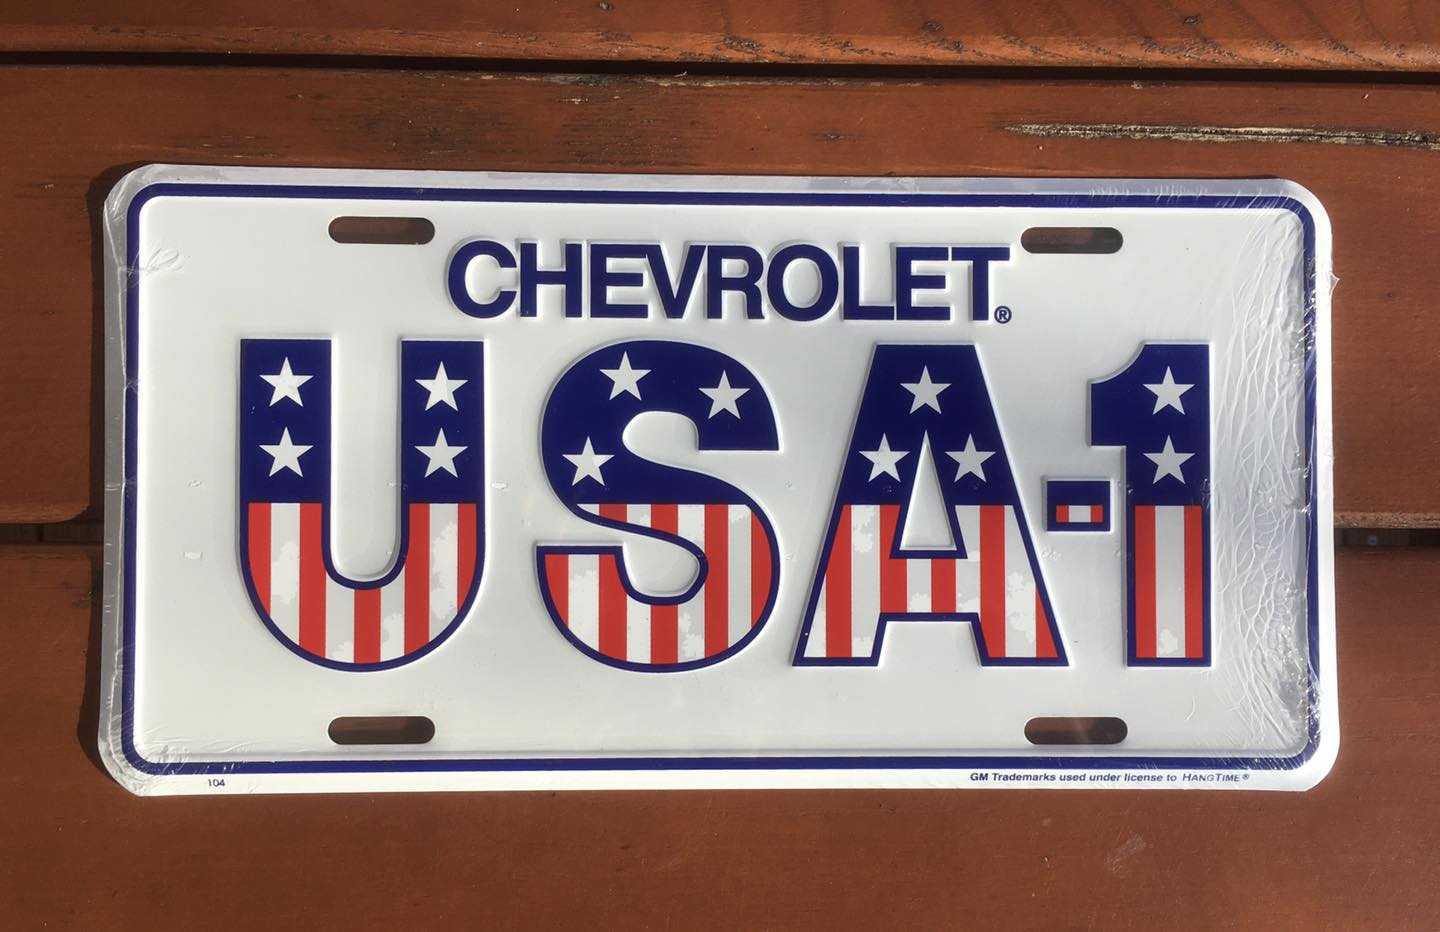 CHEVROLET®
USA-1
104
GM Trademarks used under license to HANGTIME®